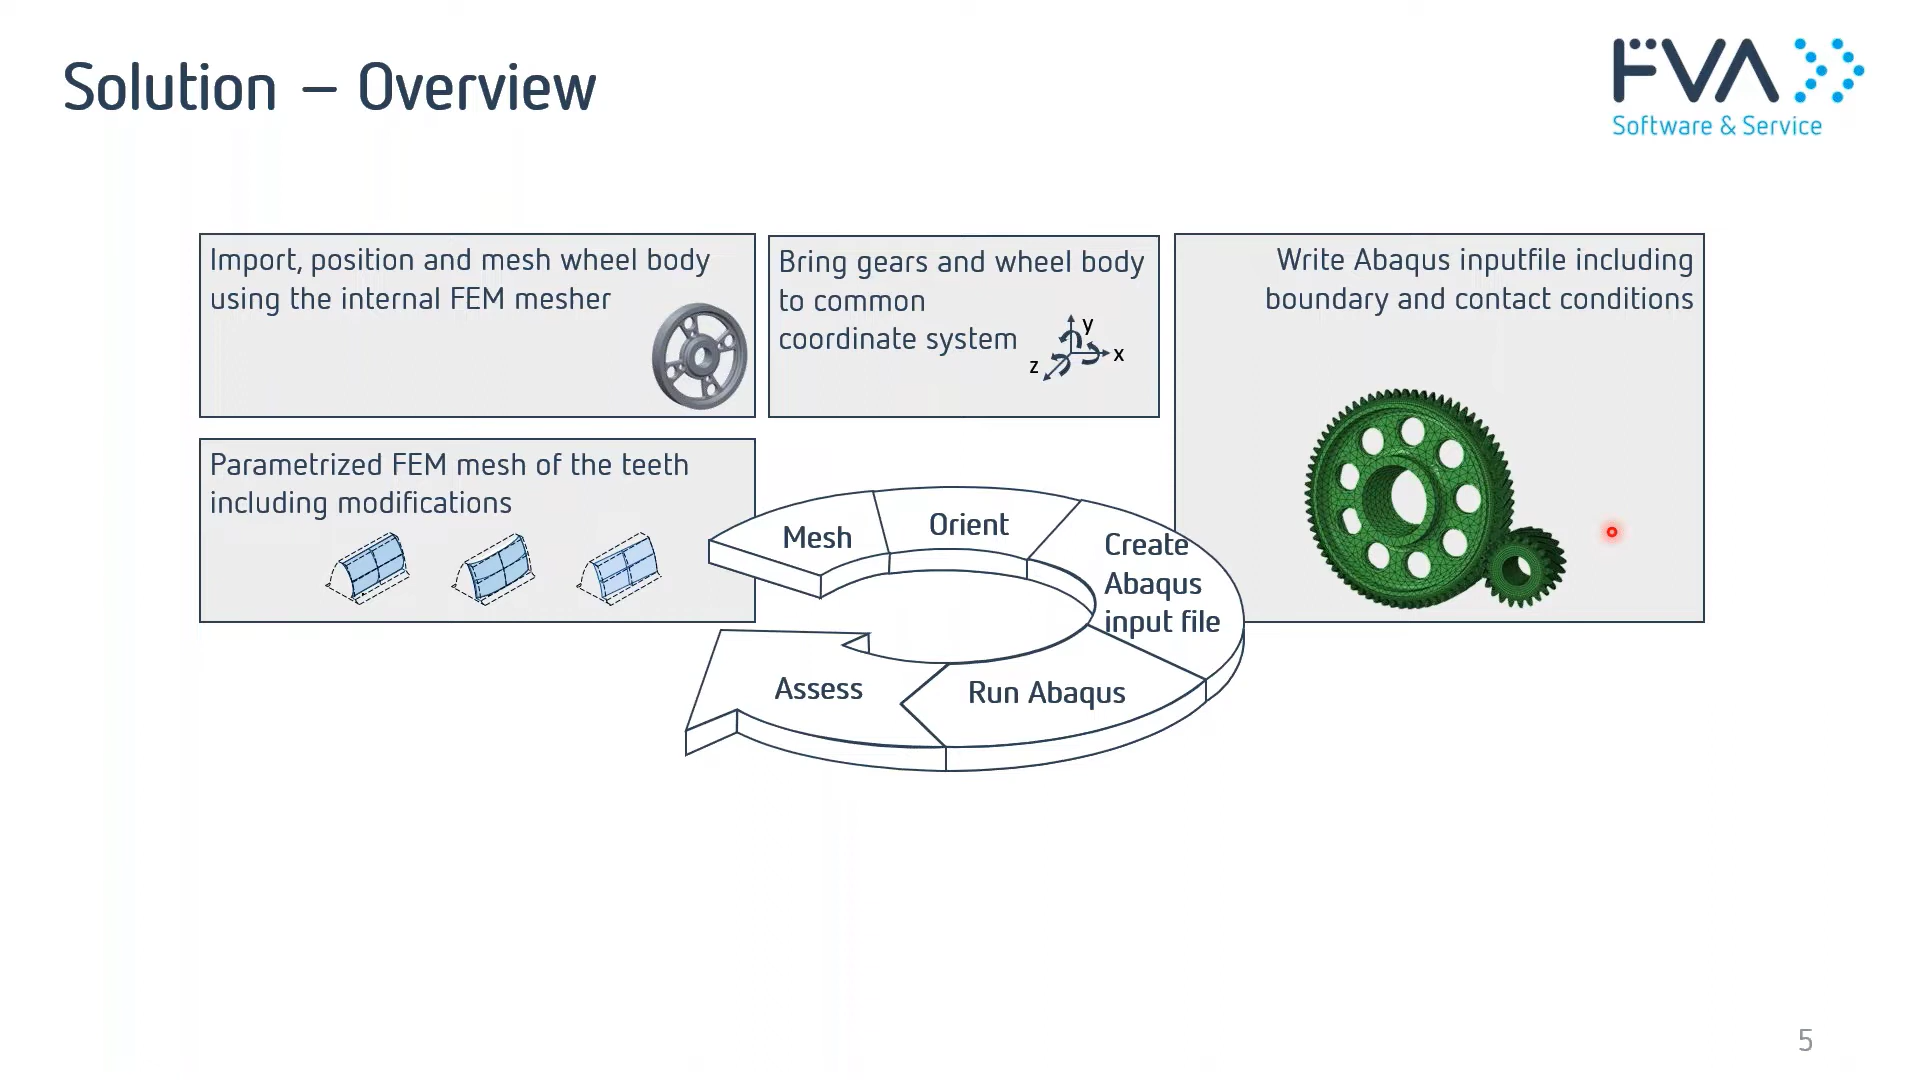 Solution – Overview
FVA
Software & Service
Import, position and mesh wheel body
using the internal FEM mesher
Bring gears and wheel body
to common
coordinate system
y
x
z
Write Abaqus inputfile including
boundary and contact conditions
Parametrized FEM mesh of the teeth
including modifications
Mesh
Orient
Create
Abaqus
input file
Run Abaqus
Assess
5